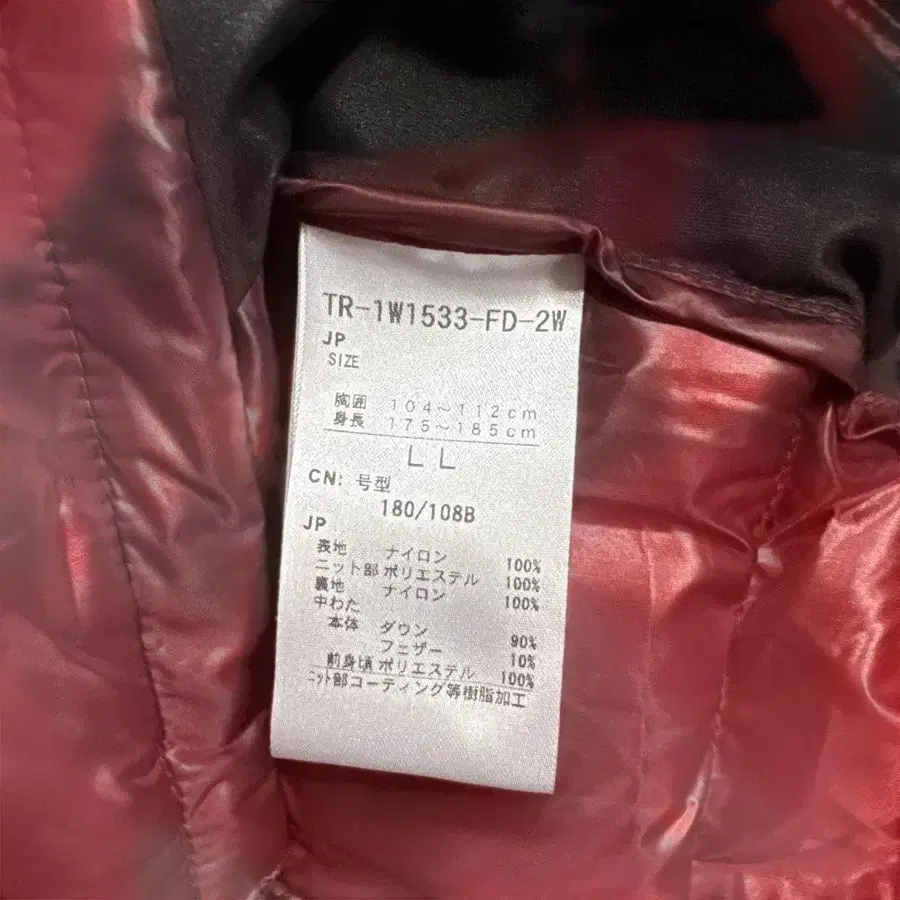 TR-1W1533-FD-2W
JP
SIZE
胸囲 104～112cm
身長 175～185cm
LL
CN: 号型
180/108B
JP
表地 ナイロン 100%
ニット部 ポリエステル 100%
裏地 ナイロン 100%
中わた
本体 ダウン 90%
フェザー 10%
前身頃 ポリエステル 100%
ニット部コーティング等樹脂加工